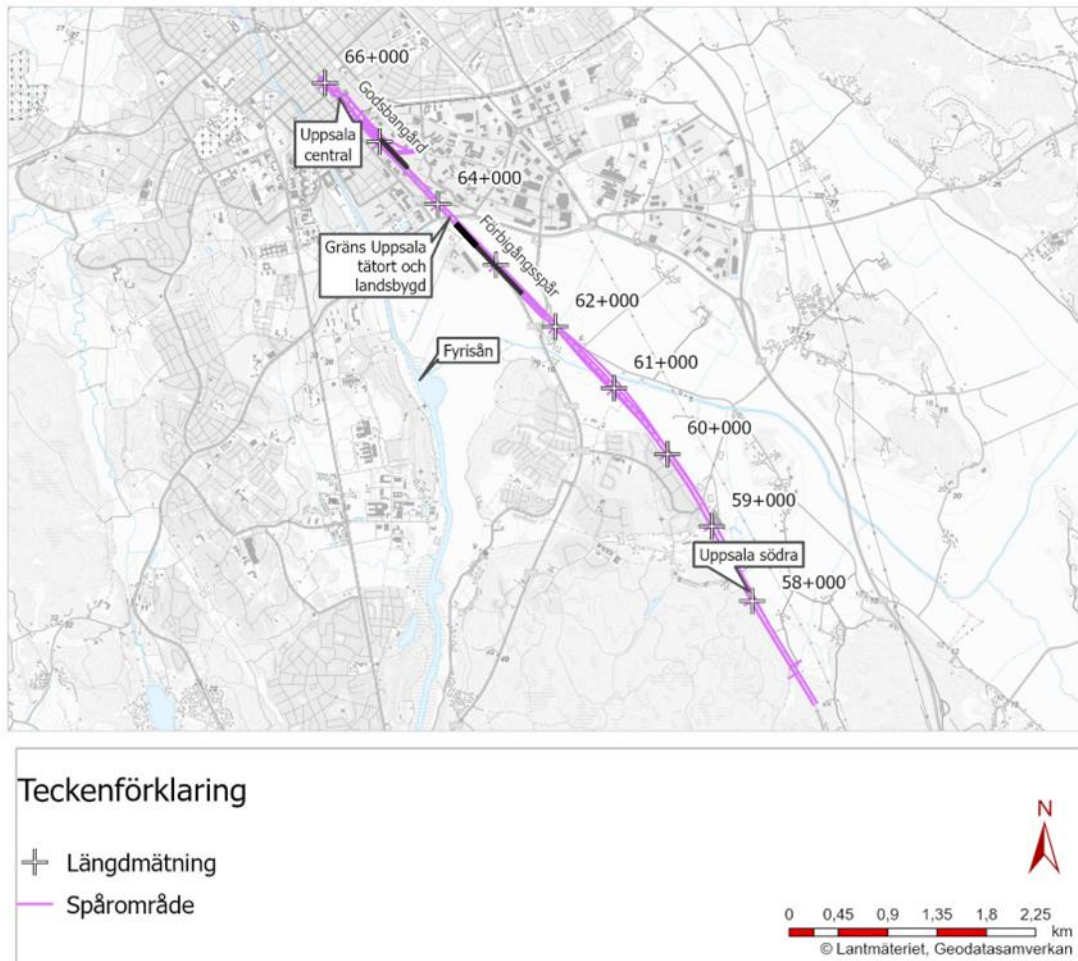 66+000
Godsbangård
Uppsala
central
64+000
Förbigångsspår
Gräns Uppsala
tätort och
landsbygd
62+000
Fyrisån
61+000
60+000
59+000
Uppsala södra
58+000
Teckenförklaring
Längdmätning
Spårområde
N
0 0,45 0,9 1,35 1,8 2,25
km
© Lantmäteriet, Geodatasamverkan